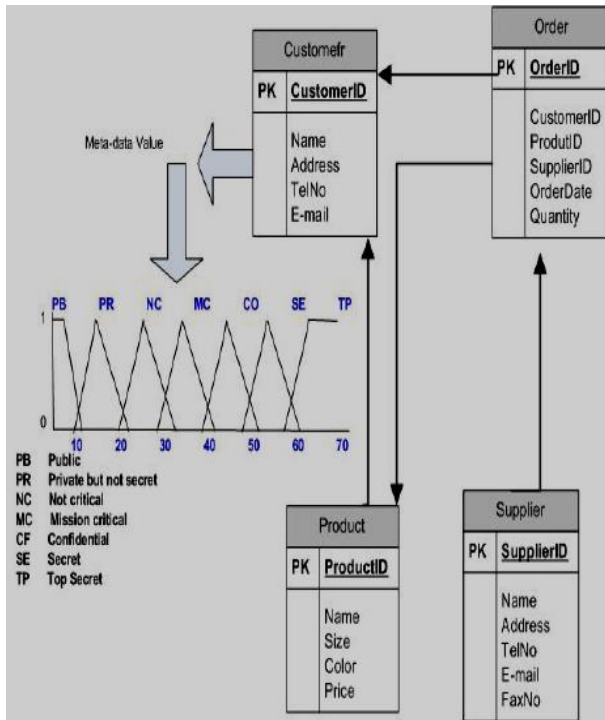 Customefr
PK CustomerID
Name
Address
TelNo
E-mail
Order
PK OrderID
CustomerID
ProdutID
SupplierID
OrderDate
Quantity
Meta-data Value
PB PR NC MC CO SE TP
1
0
10 20 30 40 50 60 70
PB Public
PR Private but not secret
NC Not critical
MC Mission critical
CF Confidential
SE Secret
TP Top Secret
Product
PK ProductID
Name
Size
Color
Price
Supplier
PK SupplierID
Name
Address
TelNo
E-mail
FaxNo